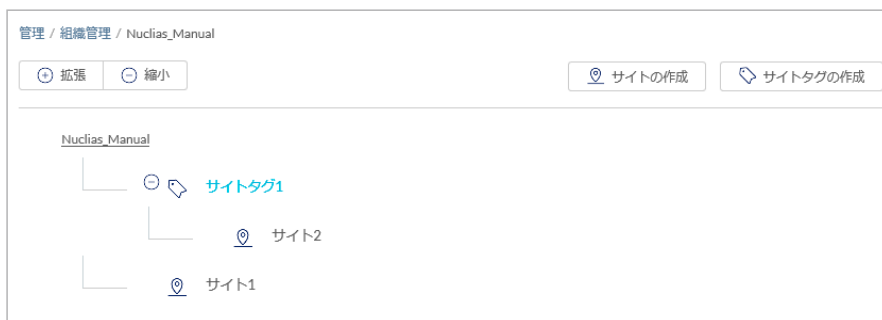 管理 / 組織管理 / Nuclias_Manual
拡張 縮小 サイトの作成 サイトタグの作成
Nuclias_Manual
サイトタグ1
サイト2
サイト1